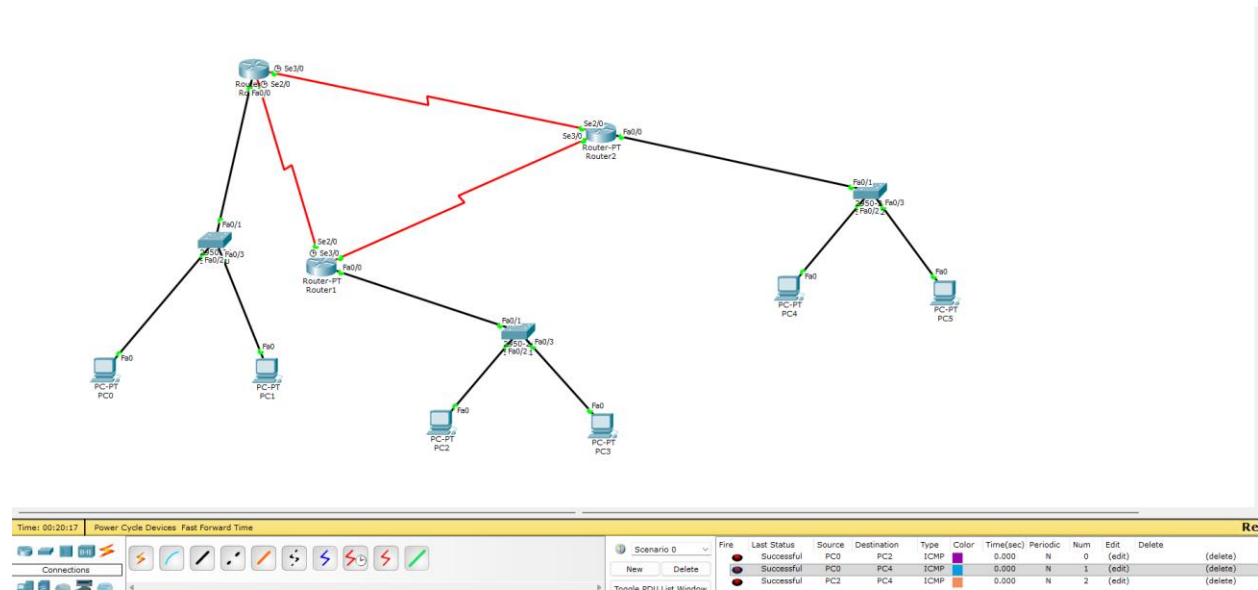 Se3/0
Se2/0
Fa0/0
Se2/0
Se3/0
Fa0/0
Router-PT
Router2
Fa0/1
Fa0/3
Fa0/2
Fa0/1
Fa0/3
Fa0/2
Se2/0
Se3/0
Fa0/0
Router-PT
Router1
Fa0
PC-PT
PC4
Fa0
PC-PT
PC5
Fa0/1
Fa0/3
Fa0/2
Fa0
PC-PT
PC0
Fa0
PC-PT
PC1
Fa0
PC-PT
PC2
Fa0
PC-PT
PC3
Time: 00:20:17 Power Cycle Devices Fast Forward Time
Re
Connections
Scenario 0
New Delete
Toggle PDU List Window
Fire Last Status Source Destination Type Color Time(sec) Periodic Num Edit Delete
Successful PC0 PC2 ICMP 0.000 N 0 (edit) (delete)
Successful PC0 PC4 ICMP 0.000 N 1 (edit) (delete)
Successful PC2 PC4 ICMP 0.000 N 2 (edit) (delete)